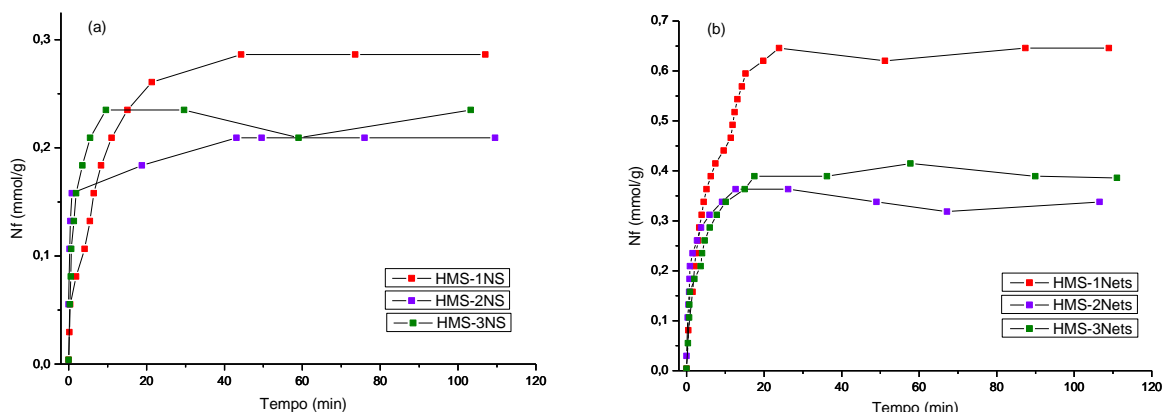 (a)
0,3
0,2
0,1
0,0
Nf (mmol/g)
HMS-1NS
HMS-2NS
HMS-3NS
0 20 40 60 80 100 120
Tempo (min)
(b)
0,7
0,6
0,5
0,4
0,3
0,2
0,1
0,0
Nf (mmol/g)
HMS-1Nets
HMS-2Nets
HMS-3Nets
0 20 40 60 80 100 120
Tempo (min)